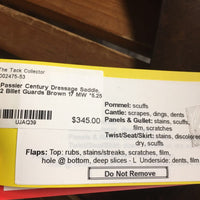 The Tack Collector
002475-53
Passier Century Dressage Saddle,
2 Billet Guards Brown 17 MW *5.25
UJAQ39
$345.00
Pommel: scuffs
Cantle: scrapes, dings, dents
Panels & Gullet: stains, scuffs,
film, scratches
Twist/Seat/Skirt: stains, discolored
dry, scuffs
Flaps: Top: rubs, stains/streaks, scratches, film,
hole @ bottom, deep slices - L Underside: dents, film
Do Not Remove